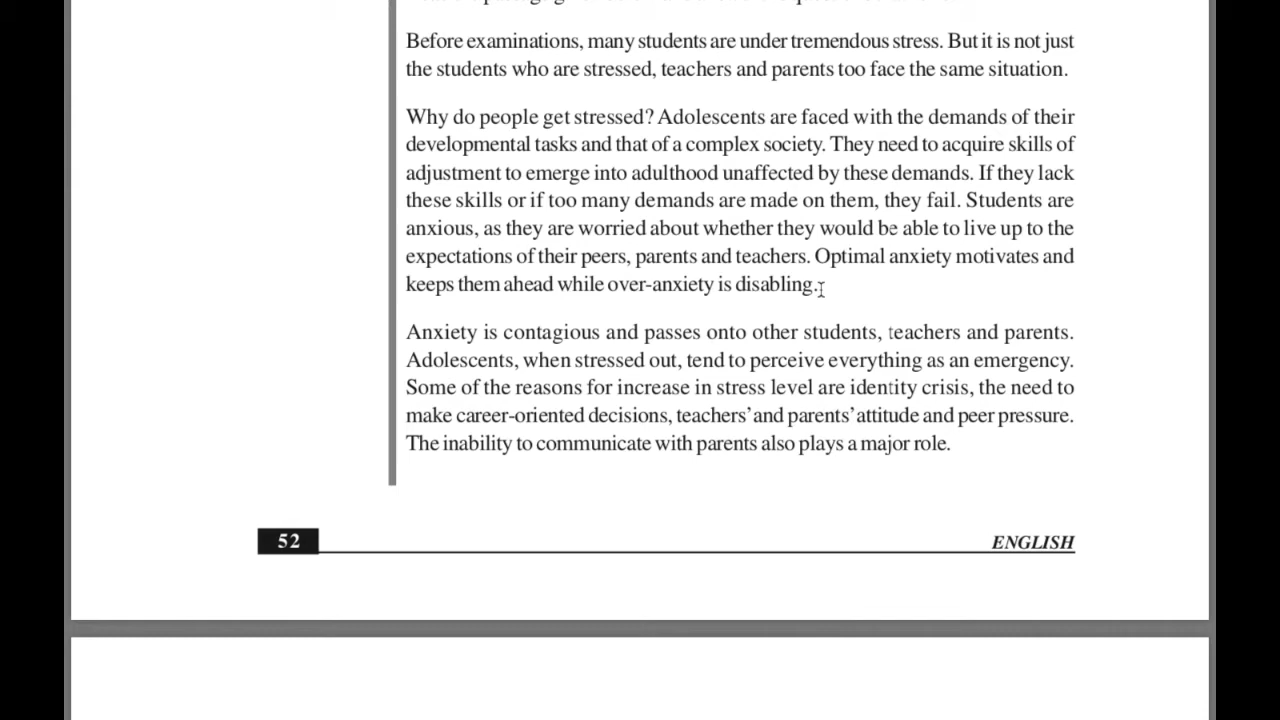 Before examinations, many students are under tremendous stress. But it is not just
the students who are stressed, teachers and parents too face the same situation.
Why do people get stressed? Adolescents are faced with the demands of their
developmental tasks and that of a complex society. They need to acquire skills of
adjustment to emerge into adulthood unaffected by these demands. If they lack
these skills or if too many demands are made on them, they fail. Students are
anxious, as they are worried about whether they would be able to live up to the
expectations of their peers, parents and teachers. Optimal anxiety motivates and
keeps them ahead while over-anxiety is disabling.
Anxiety is contagious and passes onto other students, teachers and parents.
Adolescents, when stressed out, tend to perceive everything as an emergency.
Some of the reasons for increase in stress level are identity crisis, the need to
make career-oriented decisions, teachers' and parents' attitude and peer pressure.
The inability to communicate with parents also plays a major role.
52
ENGLISH